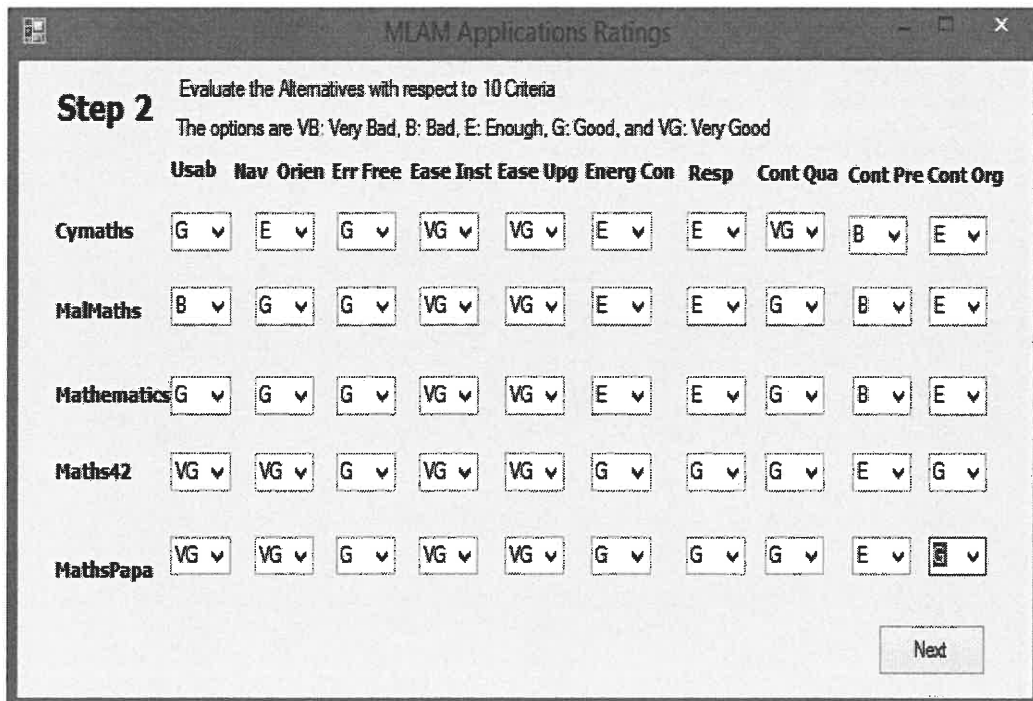 MLAM Applications Ratings
Step 2
Evaluate the Alternatives with respect to 10 Criteria
The options are VB: Very Bad, B: Bad, E: Enough, G: Good, and VG: Very Good
Usab Nav Orien Err Free Ease Inst Ease Upg Energ Con Resp Cont Qua Cont Pre Cont Org
Cymaths G E G VG VG E E VG B E
MalMaths B G G VG VG E E G B E
Mathematics G G G VG VG E E G B E
Maths42 VG VG G VG VG G G G E G
MathsPapa VG VG G VG VG G G G E G
Next